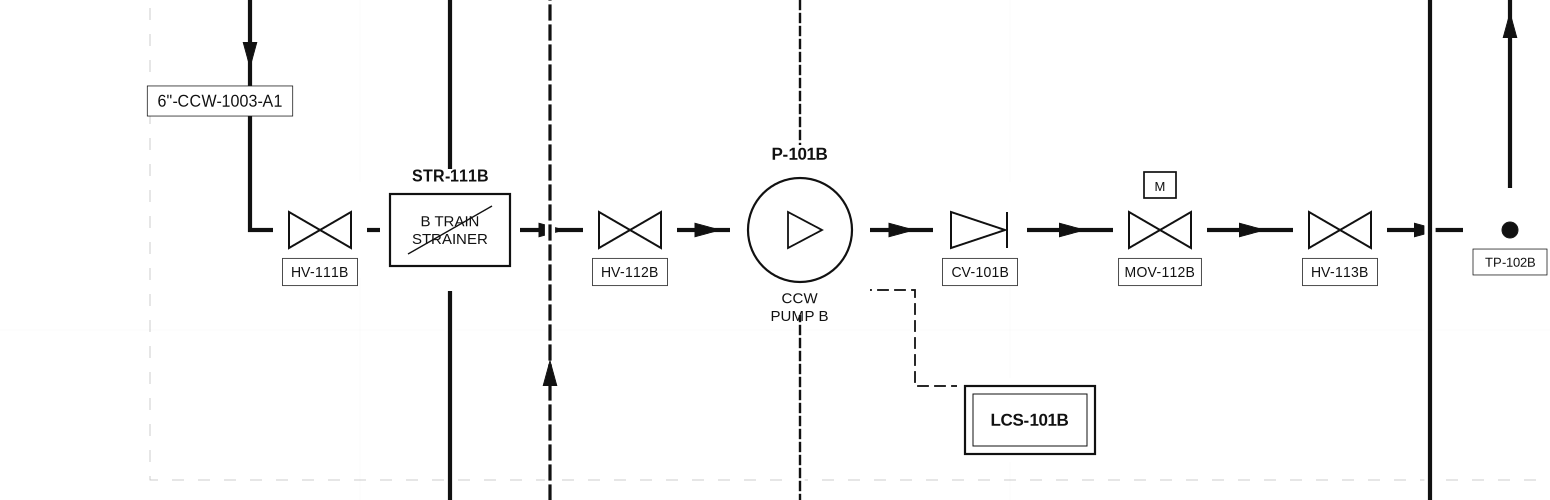 6"-CCW-1003-A1
P-101B
STR-111B
M
B TRAIN
STRAINER
HV-111B
HV-112B
CV-101B
MOV-112B
HV-113B
TP-102B
CCW
PUMP B
LCS-101B